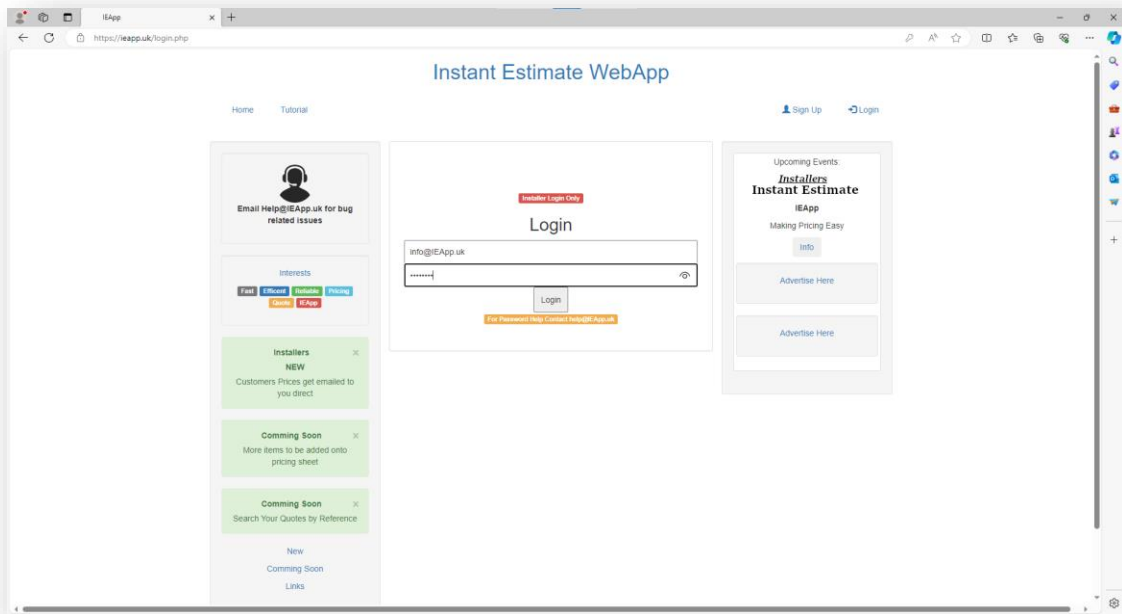 IEApp
https://ieapp.uk/login.php
Instant Estimate WebApp
Home
Tutorial
Sign Up
Login
Email Help@IEApp.uk for bug
related issues
Interests
Fast Efficent Reliable Pricing
Quote IEApp
Installers
NEW
Customers Prices get emailed to
you direct
Comming Soon
More items to be added onto
pricing sheet
Comming Soon
Search Your Quotes by Reference
New
Comming Soon
Links
Installer Login Only
Login
info@IEApp.uk
••••••••
Login
For Password Help Contact help@IEApp.uk
Upcoming Events
Installers
Instant Estimate
IEApp
Making Pricing Easy
Info
Advertise Here
Advertise Here